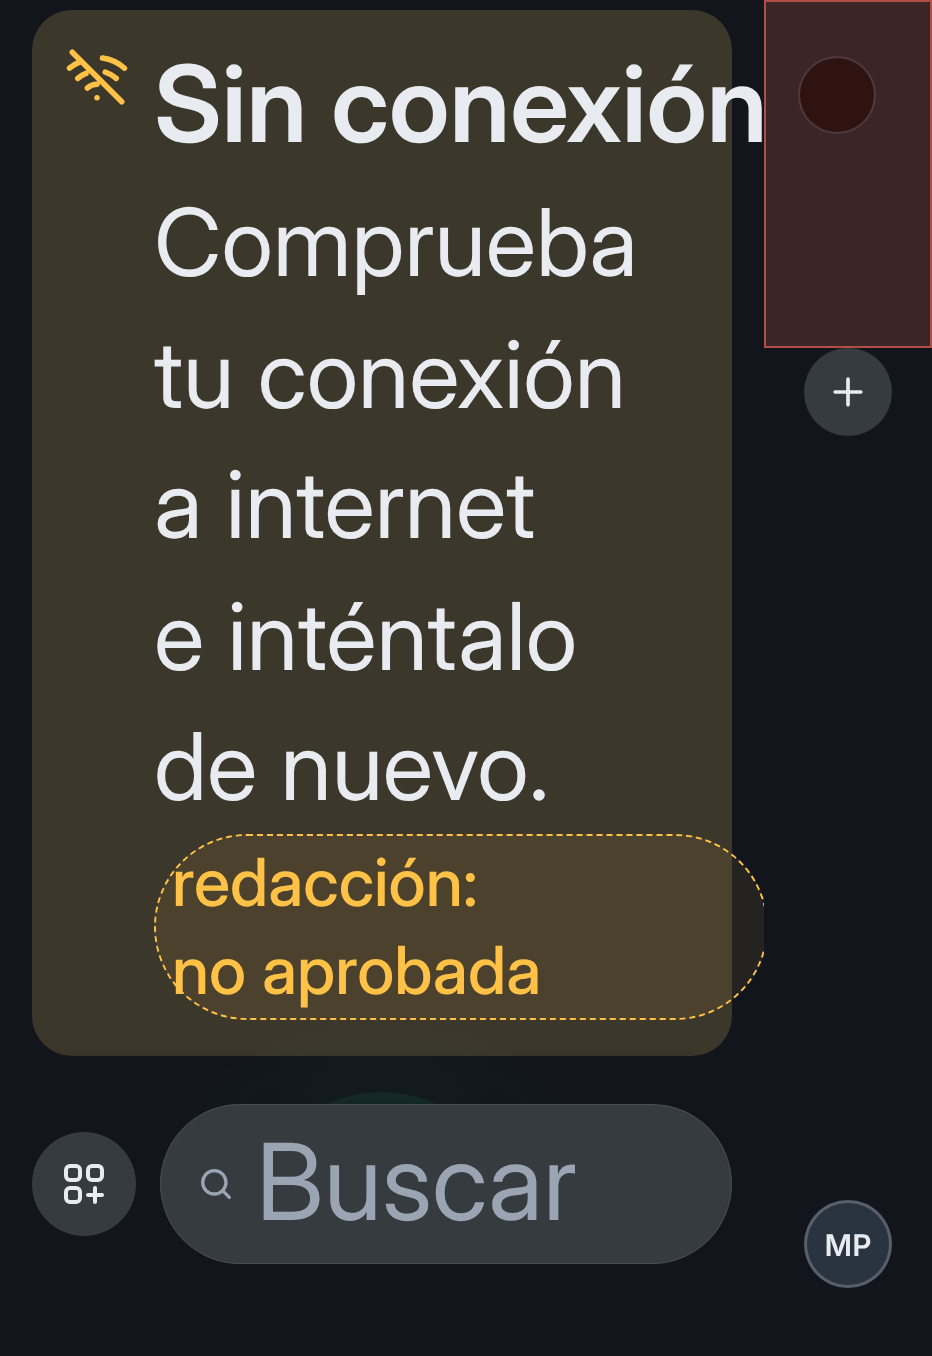 Sin conexión
Comprueba
tu conexión
a internet
e inténtalo
de nuevo.
redacción:
no aprobada
Buscar
MP